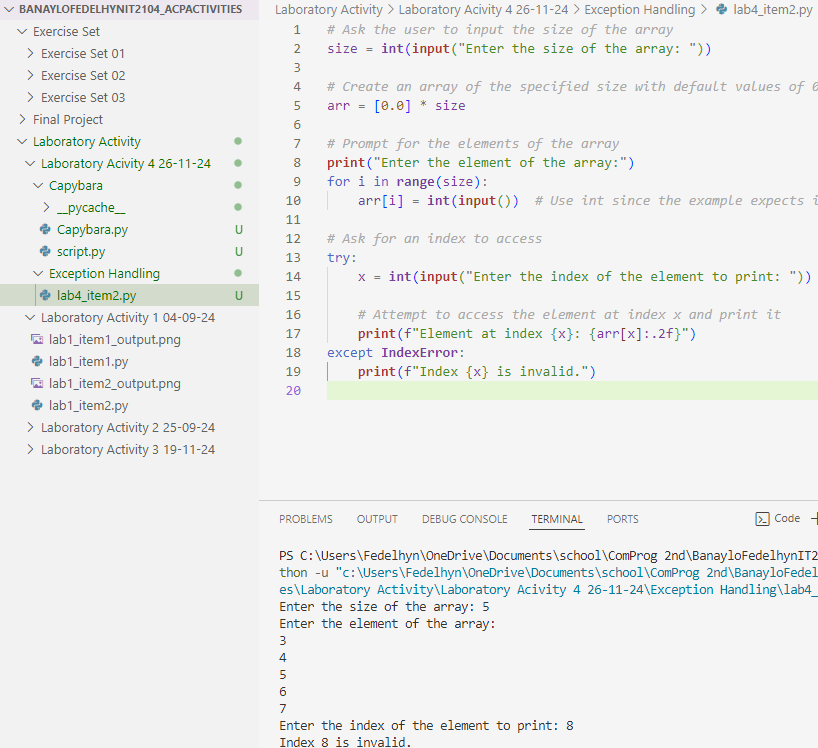 BANAYLOFEDELHYNIT2104_ACPACTIVITIES
Exercise Set
Exercise Set 01
Exercise Set 02
Exercise Set 03
Final Project
Laboratory Activity
Laboratory Acivity 4 26-11-24
Capybara
__pycache__
Capybara.py U
script.py U
Exception Handling
lab4_item2.py U
Laboratory Activity 1 04-09-24
lab1_item1_output.png
lab1_item1.py
lab1_item2_output.png
lab1_item2.py
Laboratory Activity 2 25-09-24
Laboratory Activity 3 19-11-24
Laboratory Activity > Laboratory Acivity 4 26-11-24 > Exception Handling > lab4_item2.py
1 # Ask the user to input the size of the array
2 size = int(input("Enter the size of the array: "))
3
4 # Create an array of the specified size with default values of 0
5 arr = [0.0] * size
6
7 # Prompt for the elements of the array
8 print("Enter the element of the array:")
9 for i in range(size):
10 arr[i] = int(input()) # Use int since the example expects i
11
12 # Ask for an index to access
13 try:
14 x = int(input("Enter the index of the element to print: "))
15
16 # Attempt to access the element at index x and print it
17 print(f"Element at index {x}: {arr[x]:.2f}")
18 except IndexError:
19 print(f"Index {x} is invalid.")
20
PROBLEMS OUTPUT DEBUG CONSOLE TERMINAL PORTS Code
PS C:\Users\Fedelhyn\OneDrive\Documents\school\ComProg 2nd\BanayloFedelhynIT2
thon -u "c:\Users\Fedelhyn\OneDrive\Documents\school\ComProg 2nd\BanayloFedel
es\Laboratory Activity\Laboratory Acivity 4 26-11-24\Exception Handling\lab4_
Enter the size of the array: 5
Enter the element of the array:
3
4
5
6
7
Enter the index of the element to print: 8
Index 8 is invalid.